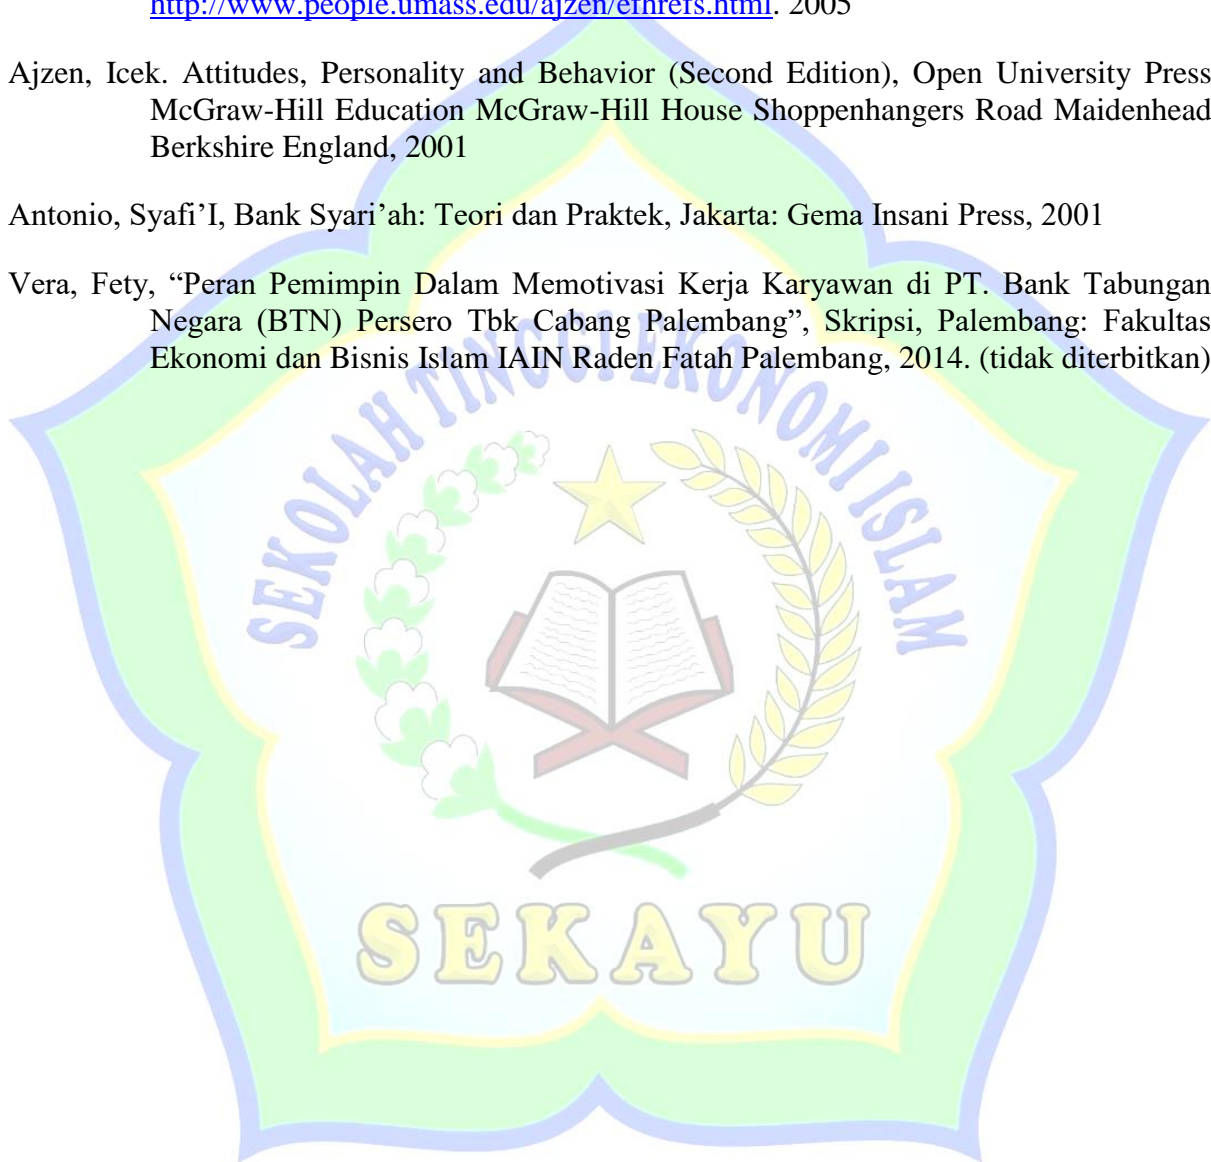 http://www.people.umass.edu/ajzen/efhrefs.html. 2005
Ajzen, Icek. Attitudes, Personality and Behavior (Second Edition), Open University Press
McGraw-Hill Education McGraw-Hill House Shoppenhangers Road Maidenhead
Berkshire England, 2001
Antonio, Syafi’I, Bank Syari’ah: Teori dan Praktek, Jakarta: Gema Insani Press, 2001
Vera, Fety, “Peran Pemimpin Dalam Memotivasi Kerja Karyawan di PT. Bank Tabungan
Negara (BTN) Persero Tbk Cabang Palembang”, Skripsi, Palembang: Fakultas
Ekonomi dan Bisnis Islam IAIN Raden Fatah Palembang, 2014. (tidak diterbitkan)
SEKOLAH TINGGI EKONOMI ISLAM
SEKAYU